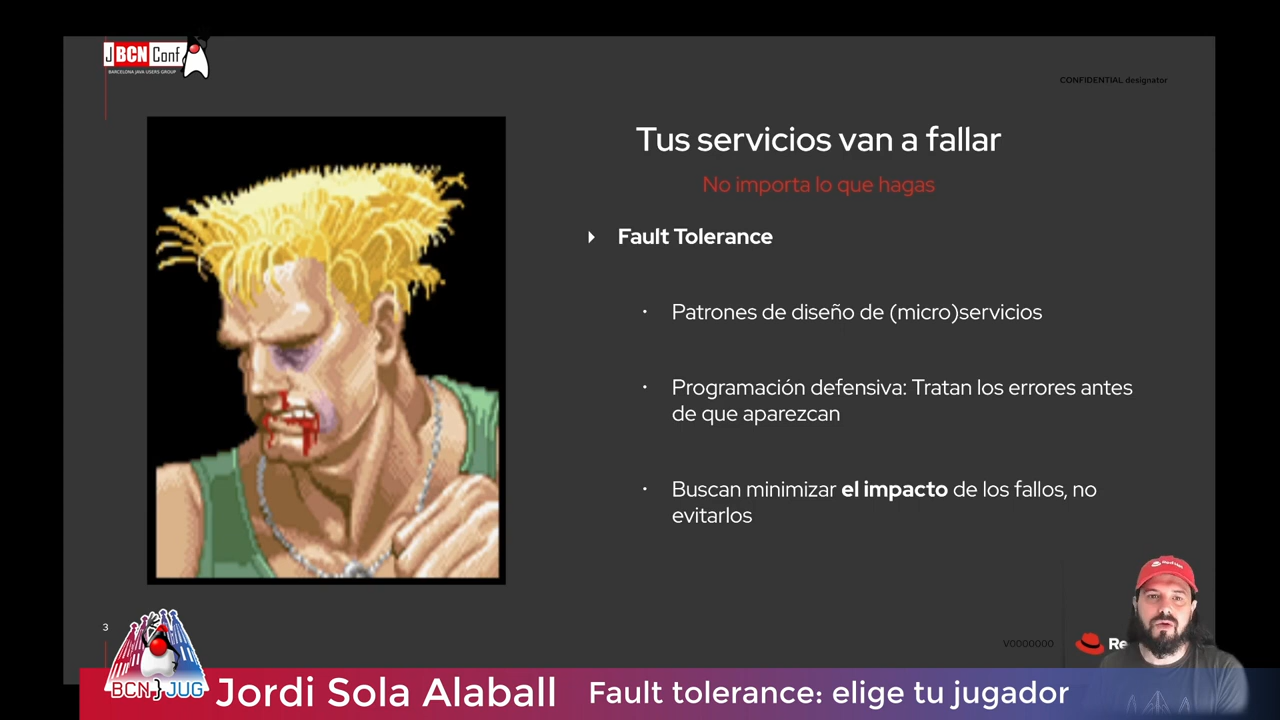 JBCNConf
BARCELONA JAVA USERS GROUP
CONFIDENTIAL designator
Tus servicios van a fallar
No importa lo que hagas
Fault Tolerance
Patrones de diseño de (micro)servicios
Programación defensiva: Tratan los errores antes
de que aparezcan
Buscan minimizar el impacto de los fallos, no
evitarlos
3
V0000000
Re
BCN}JUG
Jordi Sola Alaball
Fault tolerance: elige tu jugador